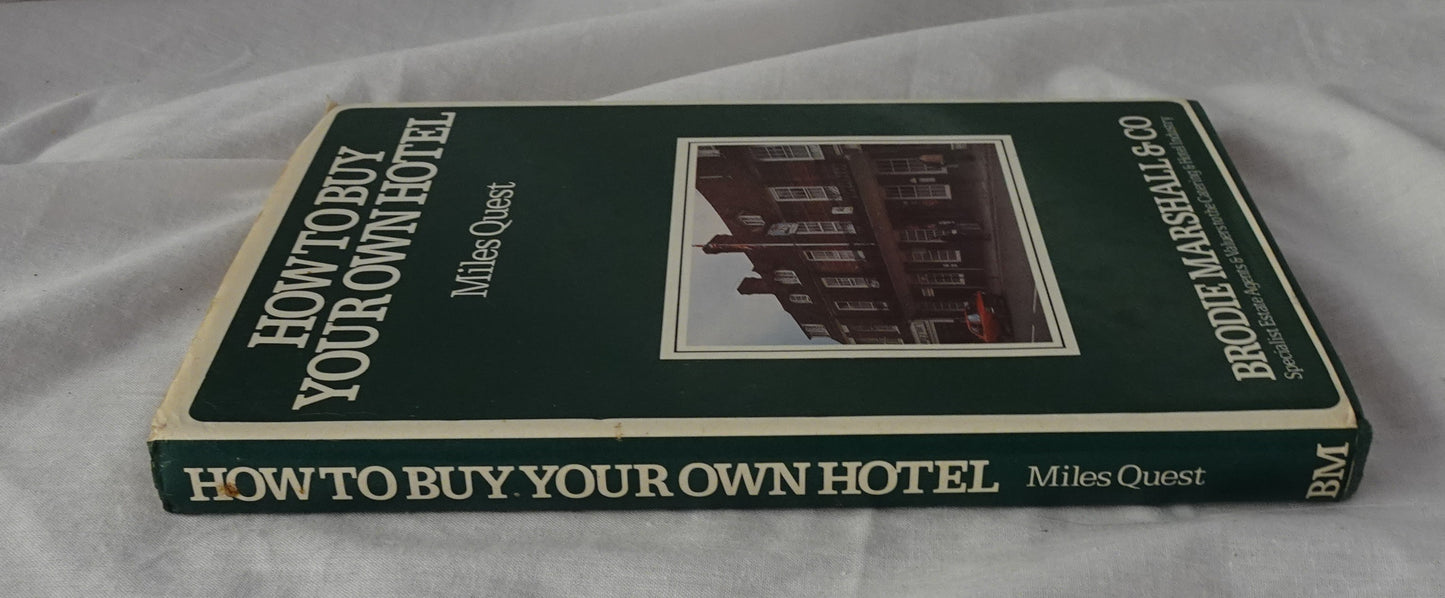 HOW TO BUY
YOUR OWN HOTEL
Miles Quest
BRODIE MARSHALL & CO
Specialist Estate Agents & Valuers to the Catering & Hotel Industry
HOW TO BUY YOUR OWN HOTEL Miles Quest BM